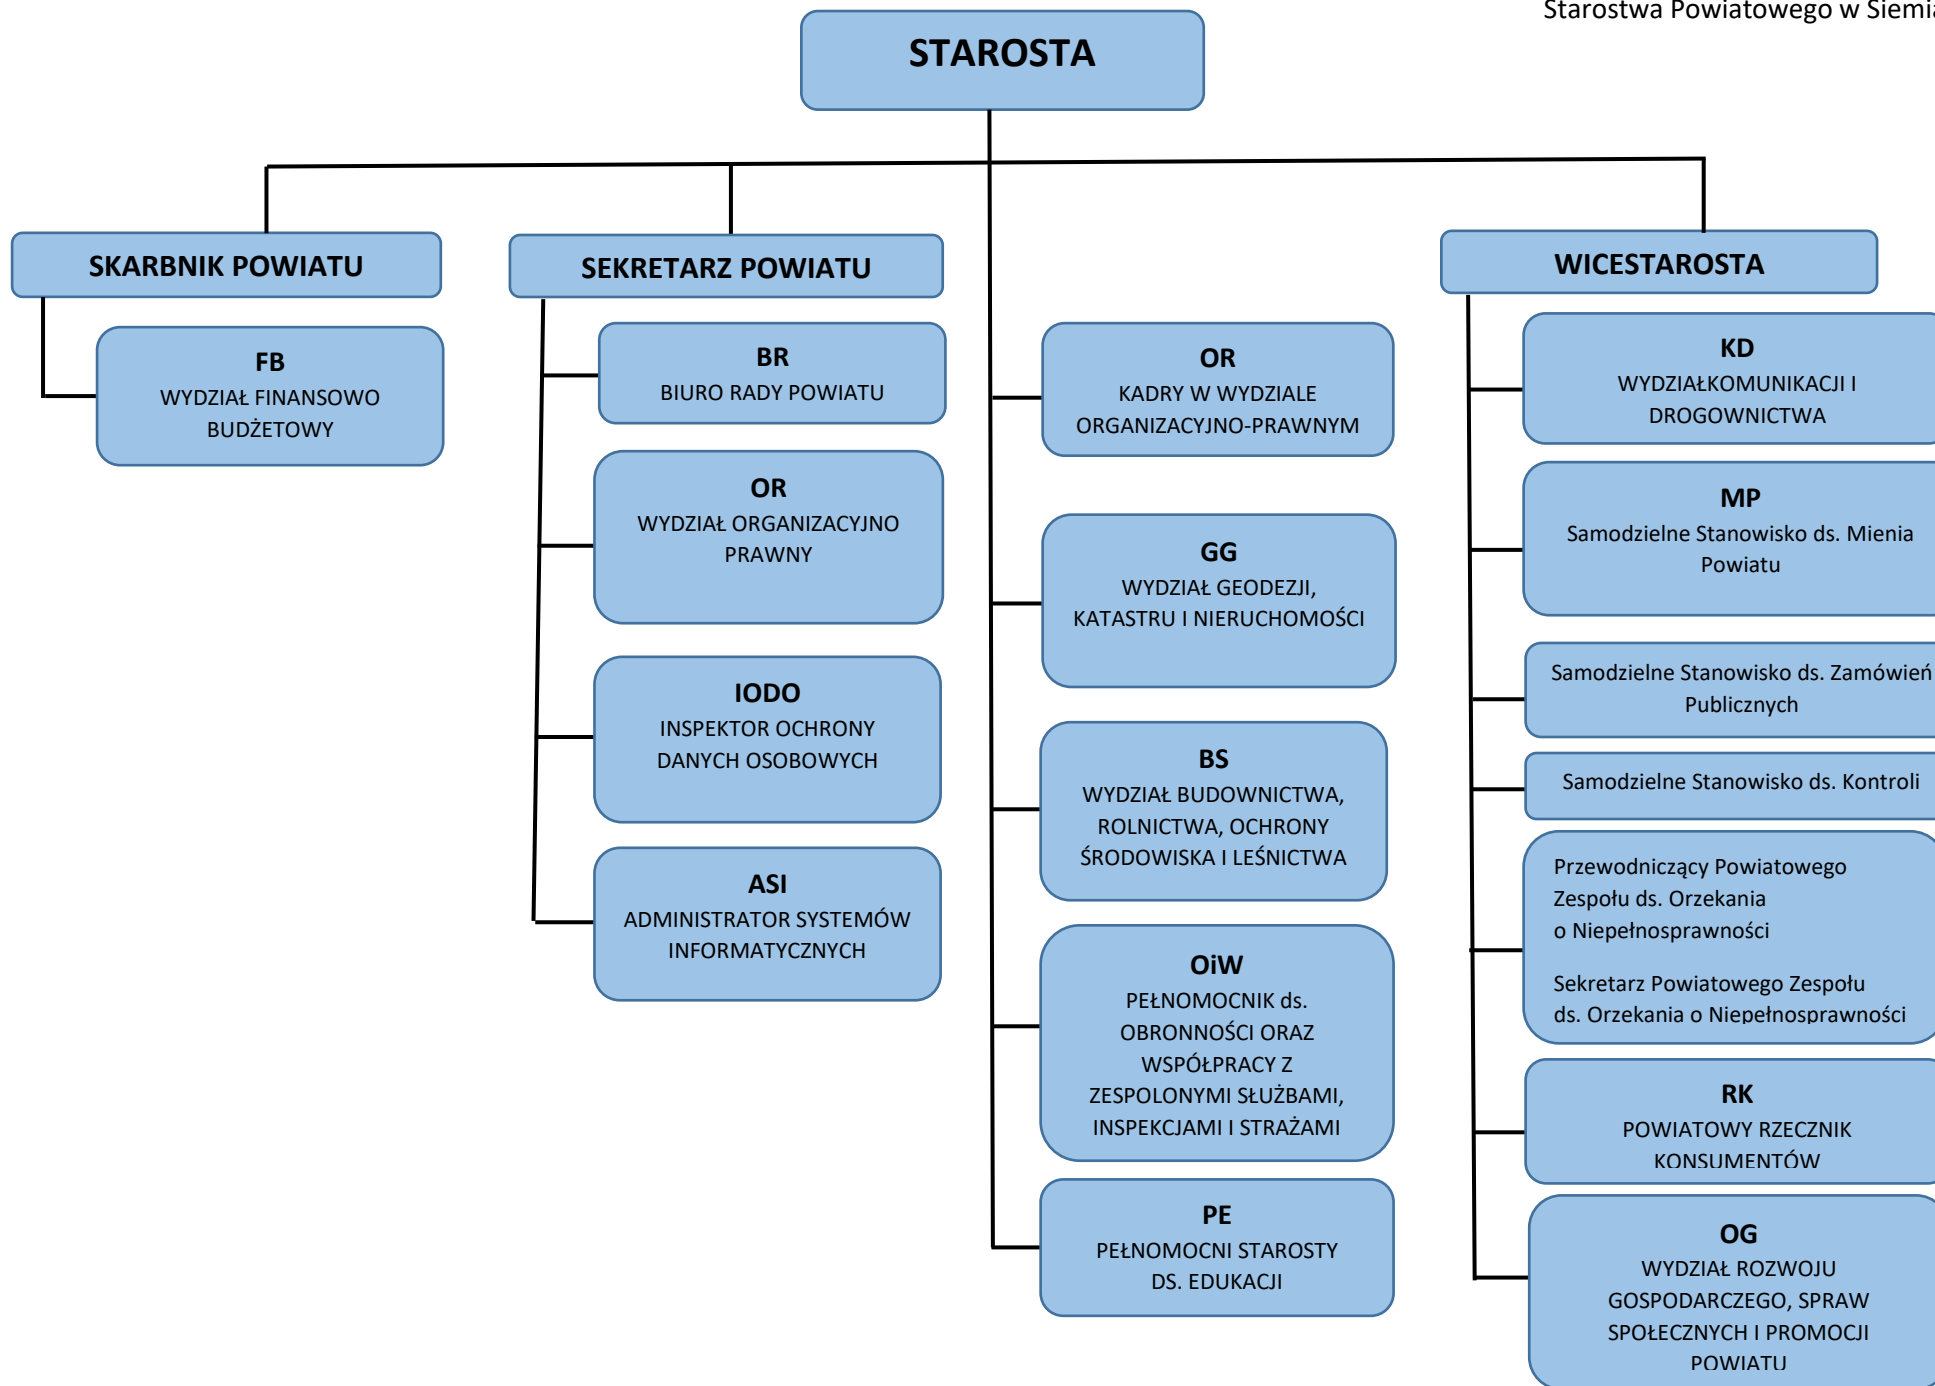 Starostwa Powiatowego w Siemia
STAROSTA
SKARBNIK POWIATU
FB
WYDZIAŁ FINANSOWO
BUDŻETOWY
SEKRETARZ POWIATU
BR
BIURO RADY POWIATU
OR
WYDZIAŁ ORGANIZACYJNO
PRAWNY
IODO
INSPEKTOR OCHRONY
DANYCH OSOBOWYCH
ASI
ADMINISTRATOR SYSTEMÓW
INFORMATYCZNYCH
OR
KADRY W WYDZIALE
ORGANIZACYJNO-PRAWNYM
GG
WYDZIAŁ GEODEZJI,
KATASTRU I NIERUCHOMOŚCI
BS
WYDZIAŁ BUDOWNICTWA,
ROLNICTWA, OCHRONY
ŚRODOWISKA I LEŚNICTWA
OiW
PEŁNOMOCNIK ds.
OBRONNOŚCI ORAZ
WSPÓŁPRACY Z
ZESPOLONYMI SŁUŻBAMI,
INSPEKCJAMI I STRAŻAMI
PE
PEŁNOMOCNI STAROSTY
DS. EDUKACJI
WICESTAROSTA
KD
WYDZIAŁKOMUNIKACJI I
DROGOWNICTWA
MP
Samodzielne Stanowisko ds. Mienia
Powiatu
Samodzielne Stanowisko ds. Zamówień
Publicznych
Samodzielne Stanowisko ds. Kontroli
Przewodniczący Powiatowego
Zespołu ds. Orzekania
o Niepełnosprawności
Sekretarz Powiatowego Zespołu
ds. Orzekania o Niepełnosprawności
RK
POWIATOWY RZECZNIK
KONSUMENTÓW
OG
WYDZIAŁ ROZWOJU
GOSPODARCZEGO, SPRAW
SPOŁECZNYCH I PROMOCJI
POWIATU